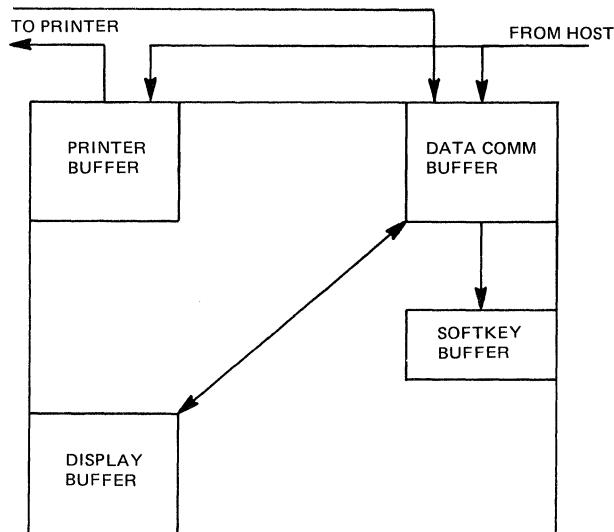 TO PRINTER
FROM HOST
PRINTER
BUFFER
DATA COMM
BUFFER
SOFTKEY
BUFFER
DISPLAY
BUFFER